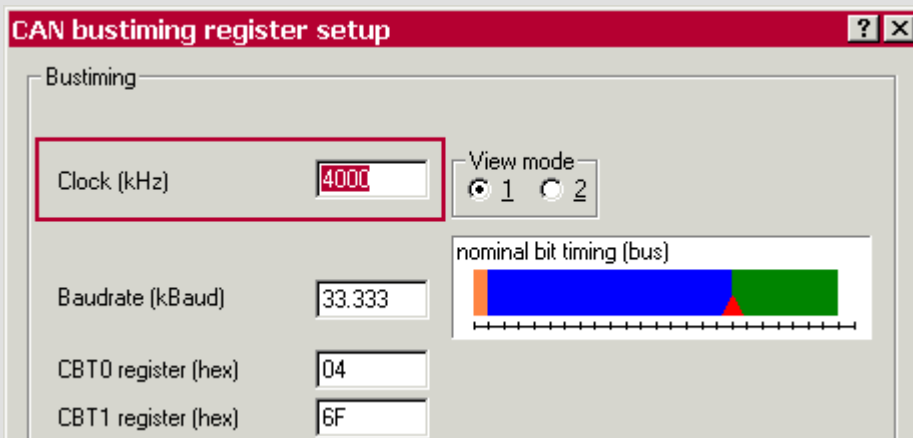 CAN bustiming register setup
Bustiming
Clock (kHz) 4000
View mode
1 2
nominal bit timing (bus)
Baudrate (kBaud) 33.333
CBT0 register (hex) 04
CBT1 register (hex) 6F